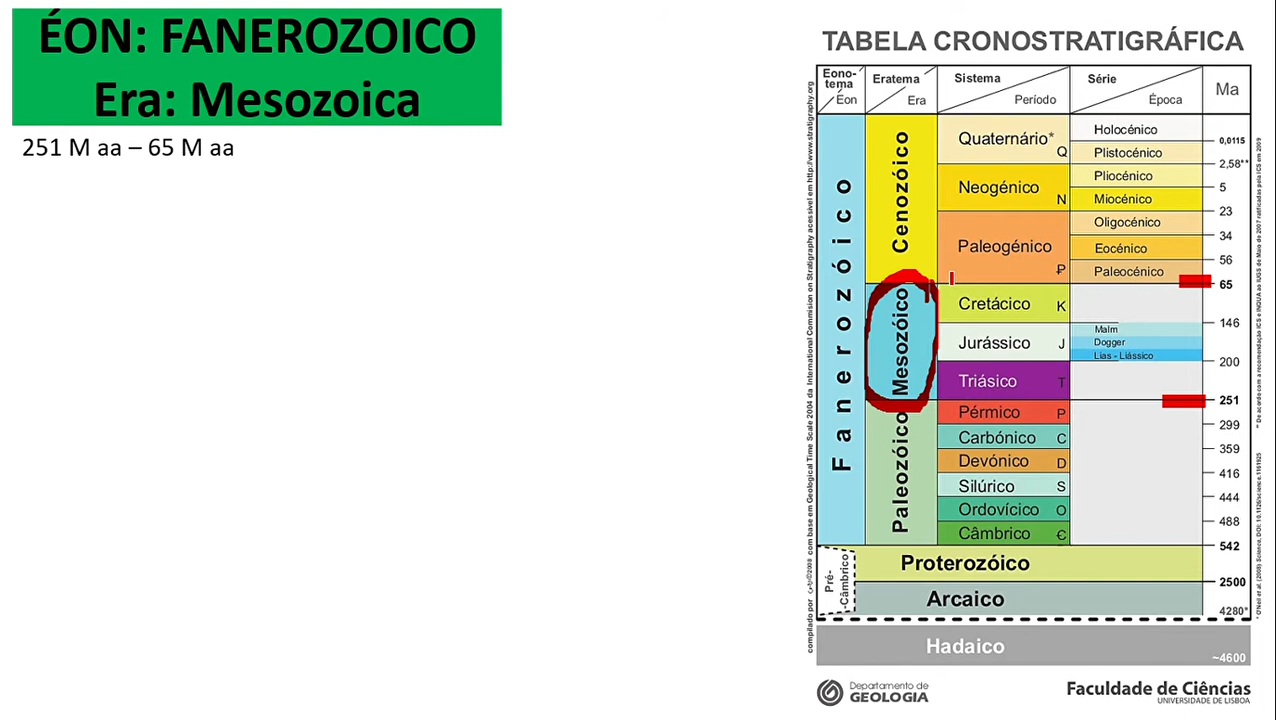 ÉON: FANEROZOICO
Era: Mesozoica
251 M aa – 65 M aa
TABELA CRONOSTRATIGRÁFICA
Eono-
tema
Éon
Eratema
Era
Sistema
Período
Série
Época
Ma
Fanerozóico
Cenozóico
Mesozóico
Paleozóico
Quaternário*
Q
Neogénico
N
Paleogénico
P
Cretácico
K
Jurássico
J
Triásico
T
Pérmico
P
Carbónico
C
Devónico
D
Silúrico
S
Ordovícico
O
Câmbrico
Ꞓ
Holocénico
Plistocénico
Pliocénico
Miocénico
Oligocénico
Eocénico
Paleocénico
Malm
Dogger
Lias - Liássico
0,0115
2,58**
5
23
34
56
65
146
200
251
299
359
416
444
488
542
2500
4280*
~4600
Pré-
-Câmbrico
Proterozóico
Arcaico
Hadaico
Departamento de
GEOLOGIA
Faculdade de Ciências
UNIVERSIDADE DE LISBOA